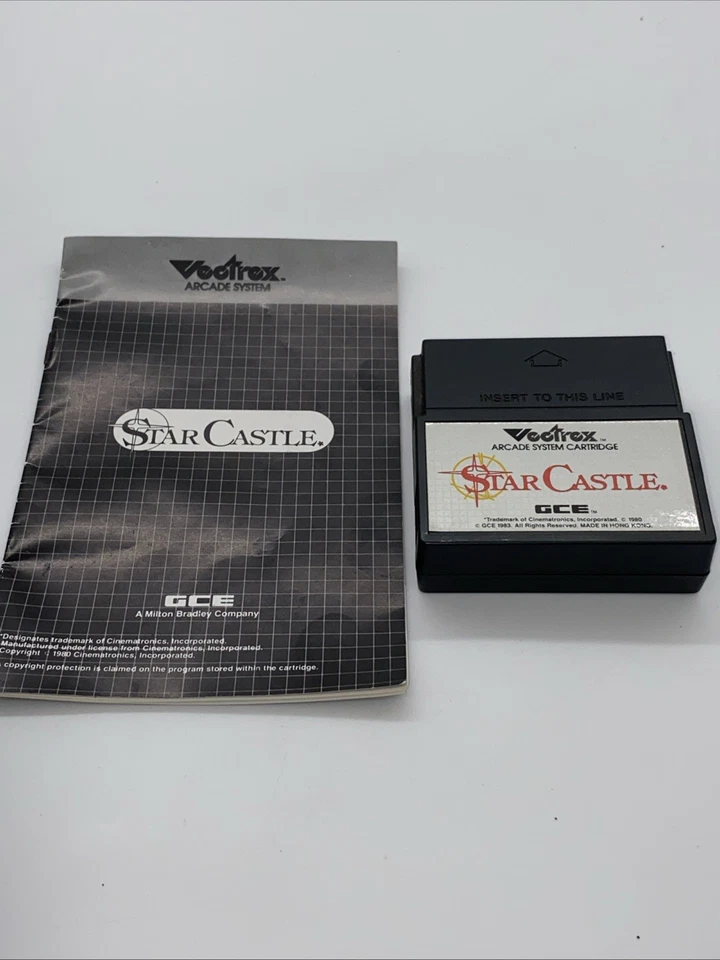 Vectrex™
ARCADE SYSTEM
STAR CASTLE*
GCE
A Milton Bradley Company
*Designates trademark of Cinematronics, Incorporated.
Manufactured under license from Cinematronics, Incorporated.
Copyright © 1980 Cinematronics, Incorporated.
copyright protection is claimed on the program stored within the cartridge.
INSERT TO THIS LINE
Vectrex™
ARCADE SYSTEM CARTRIDGE
STAR CASTLE*
GCE™
*Trademark of Cinematronics, Incorporated, © 1980
© GCE 1983. All Rights Reserved. MADE IN HONG KONG.